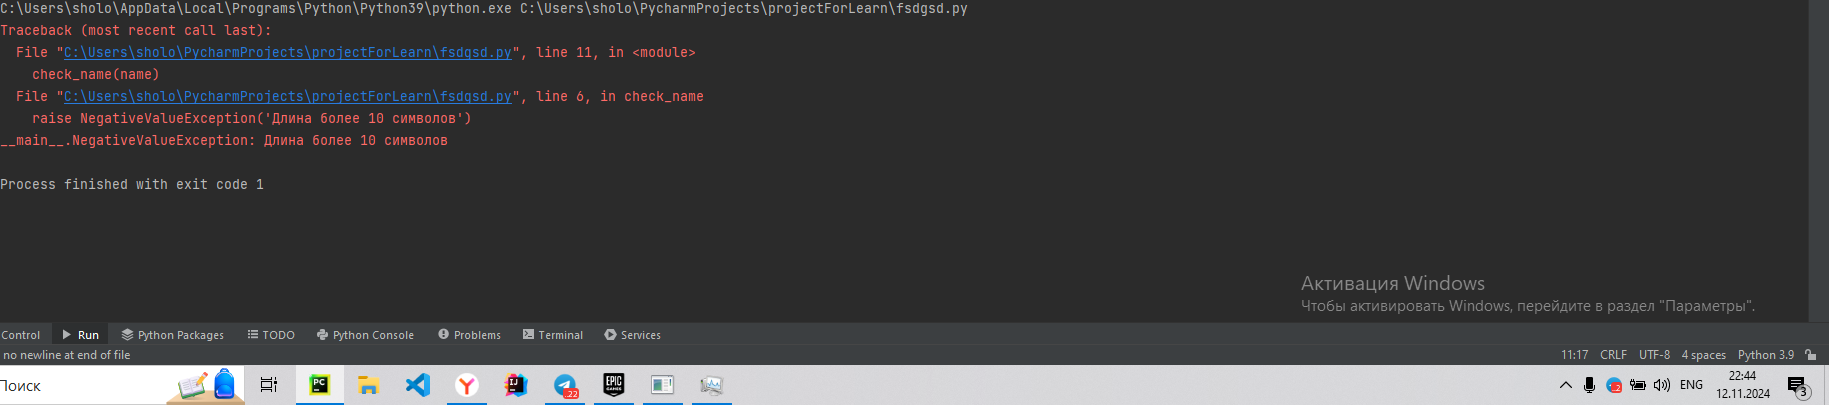 C:\Users\sholo\AppData\Local\Programs\Python\Python39\python.exe C:\Users\sholo\PycharmProjects\projectForLearn\fsdgsd.py
Traceback (most recent call last):
  File "C:\Users\sholo\PycharmProjects\projectForLearn\fsdgsd.py", line 11, in <module>
    check_name(name)
  File "C:\Users\sholo\PycharmProjects\projectForLearn\fsdgsd.py", line 6, in check_name
    raise NegativeValueException('Длина более 10 символов')
__main__.NegativeValueException: Длина более 10 символов
Process finished with exit code 1
Активация Windows
Чтобы активировать Windows, перейдите в раздел "Параметры".
Control Run Python Packages TODO Python Console Problems Terminal Services
no newline at end of file 11:17 CRLF UTF-8 4 spaces Python 3.9
Поиск PC IJ EPIC GAMES 22 2 ENG 22:44
12.11.2024 3